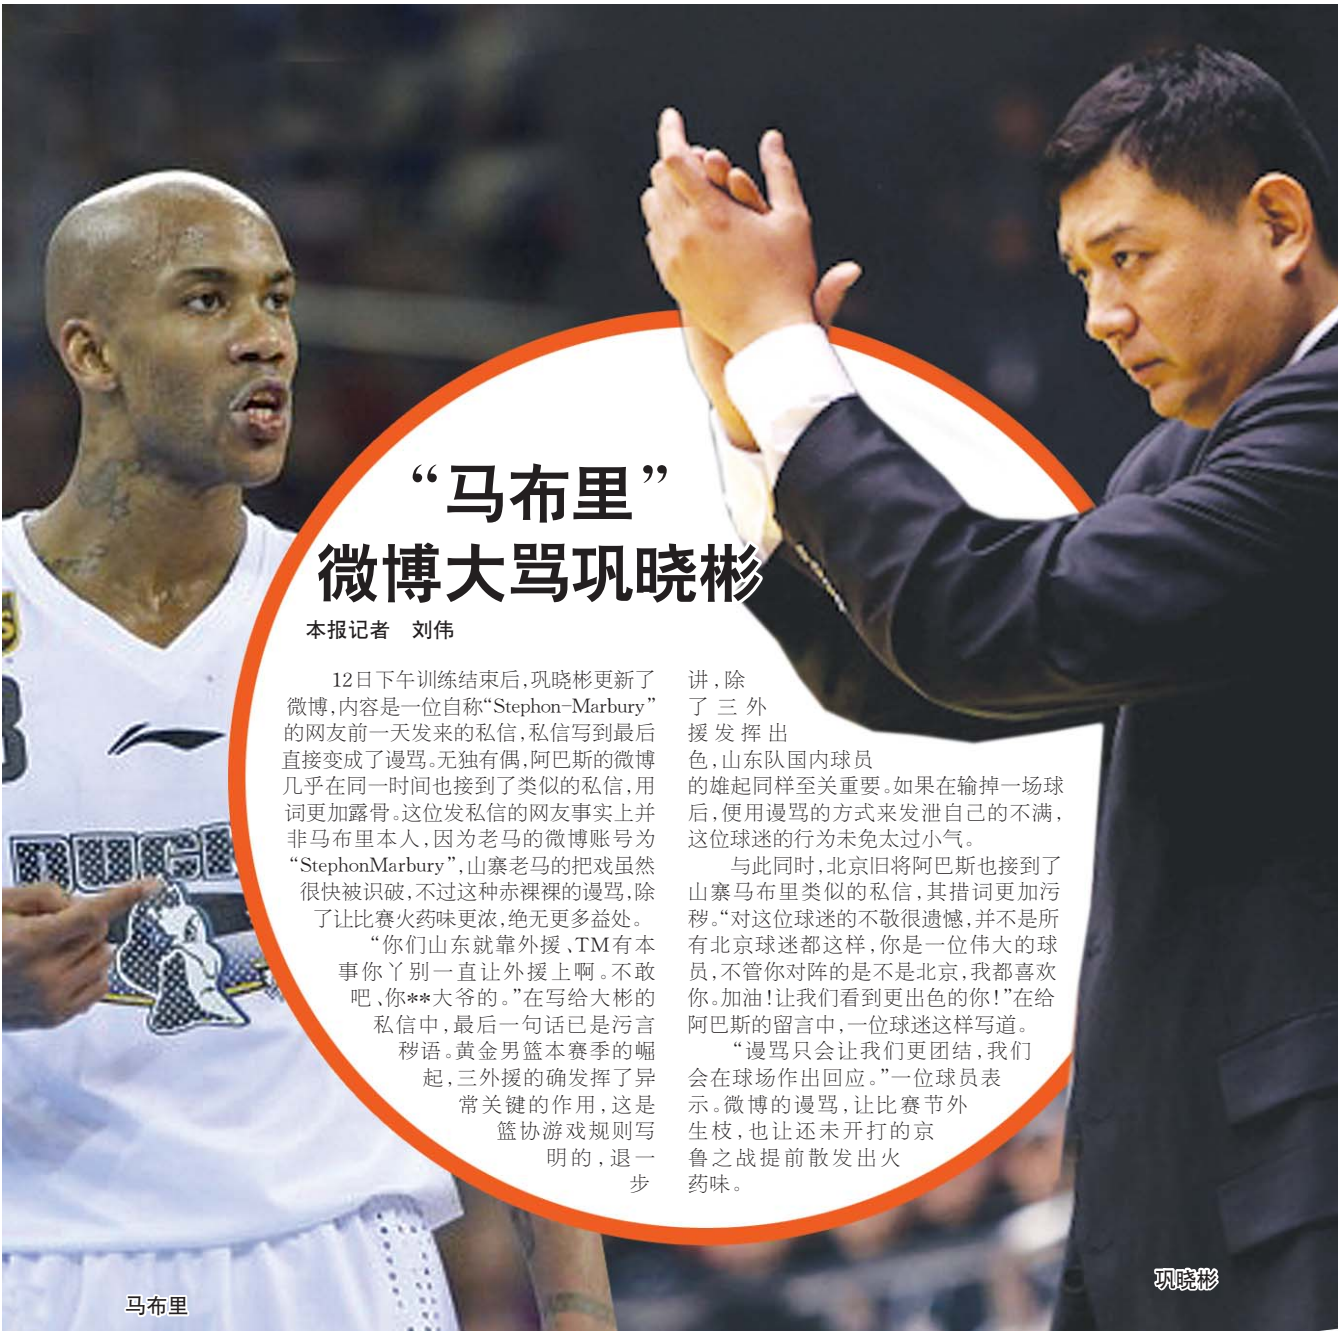 “马布里”
微博大骂巩晓彬
本报记者　刘伟
12日下午训练结束后,巩晓彬更新了
微博,内容是一位自称“Stephon-Marbury”
的网友前一天发来的私信,私信写到最后
直接变成了谩骂。无独有偶,阿巴斯的微博
几乎在同一时间也接到了类似的私信,用
词更加露骨。这位发私信的网友事实上并
非马布里本人,因为老马的微博账号为
“StephonMarbury”,山寨老马的把戏虽然
很快被识破,不过这种赤裸裸的谩骂,除
了让比赛火药味更浓,绝无更多益处。
“你们山东就靠外援、TM有本
事你丫别一直让外援上啊。不敢
吧、你**大爷的。”在写给大彬的
私信中,最后一句话已是污言
秽语。黄金男篮本赛季的崛
起,三外援的确发挥了异
常关键的作用,这是
篮协游戏规则写
明的,退一
步
讲,除
了三外
援发挥出
色,山东队国内球员
的雄起同样至关重要。如果在输掉一场球
后,便用谩骂的方式来发泄自己的不满,
这位球迷的行为未免太过小气。
与此同时,北京旧将阿巴斯也接到了
山寨马布里类似的私信,其措词更加污
秽。“对这位球迷的不敬很遗憾,并不是所
有北京球迷都这样,你是一位伟大的球
员,不管你对阵的是不是北京,我都喜欢
你。加油!让我们看到更出色的你!”在给
阿巴斯的留言中,一位球迷这样写道。
“谩骂只会让我们更团结,我们
会在球场作出回应。”一位球员表
示。微博的谩骂,让比赛节外
生枝,也让还未开打的京
鲁之战提前散发出火
药味。
DUCK
马布里
巩晓彬